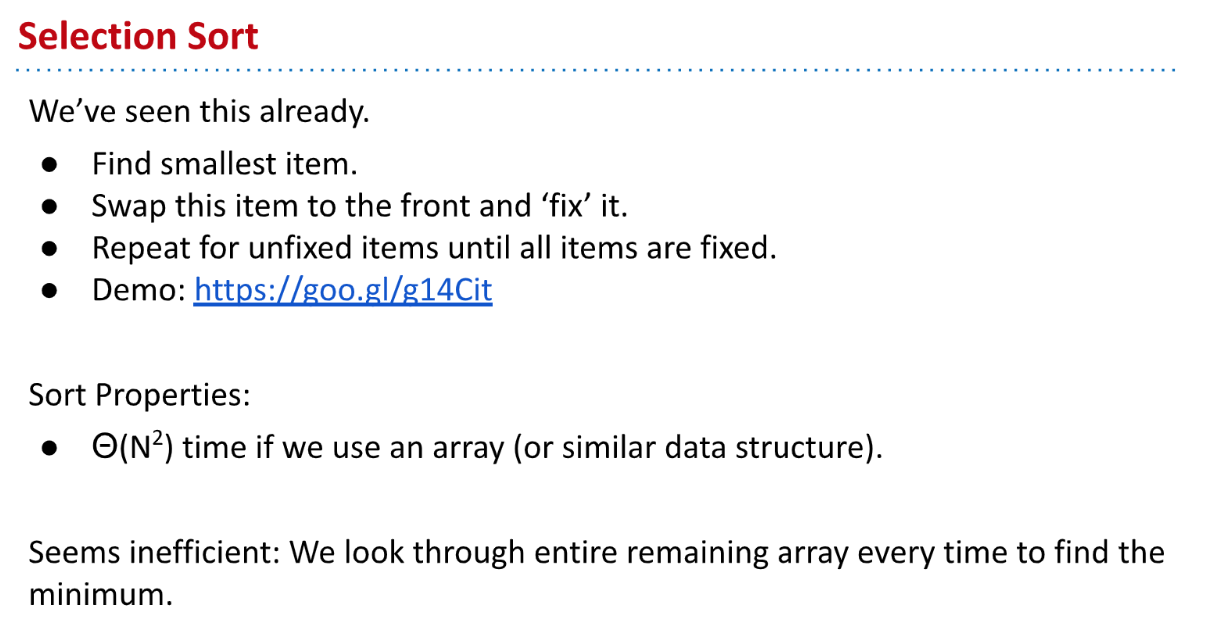 Selection Sort
We’ve seen this already.
● Find smallest item.
● Swap this item to the front and ‘fix’ it.
● Repeat for unfixed items until all items are fixed.
● Demo: https://goo.gl/g14Cit
Sort Properties:
● Θ(N²) time if we use an array (or similar data structure).
Seems inefficient: We look through entire remaining array every time to find the
minimum.